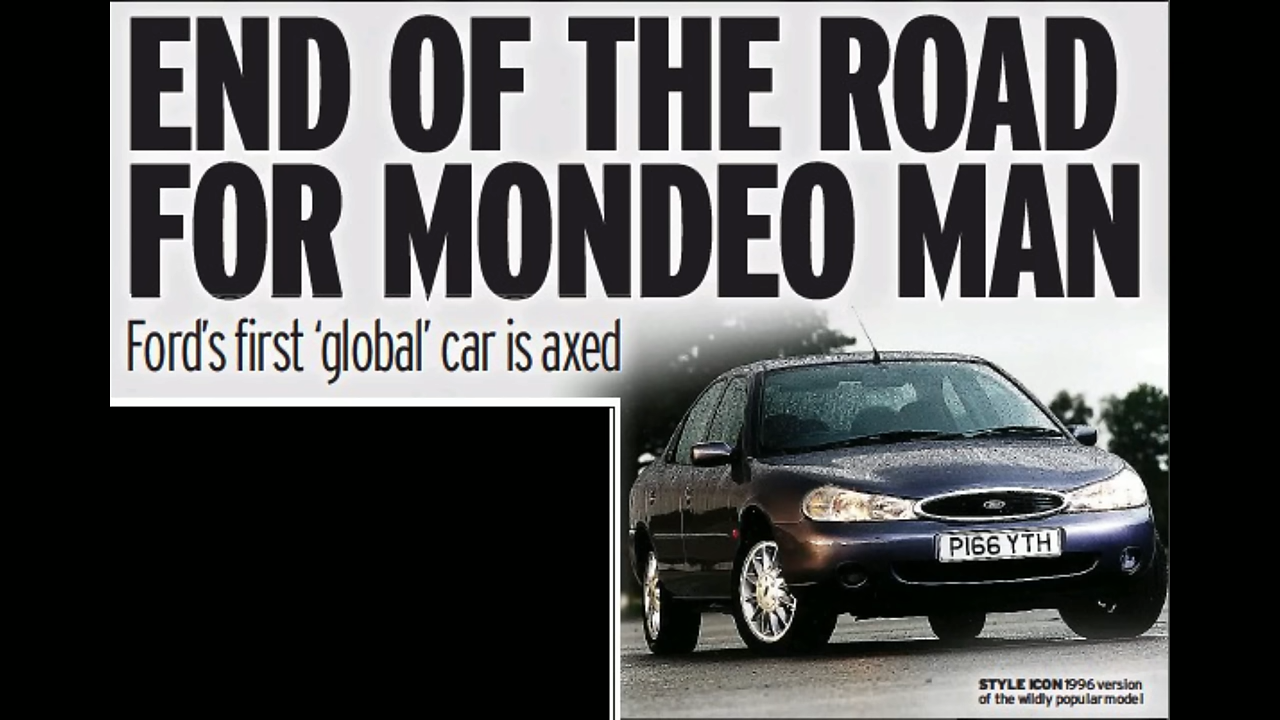 END OF THE ROAD
FOR MONDEO MAN
Ford's first ‘global’ car is axed
Ford
P166 YTH
STYLE ICON 1996 version
of the wildly popular model